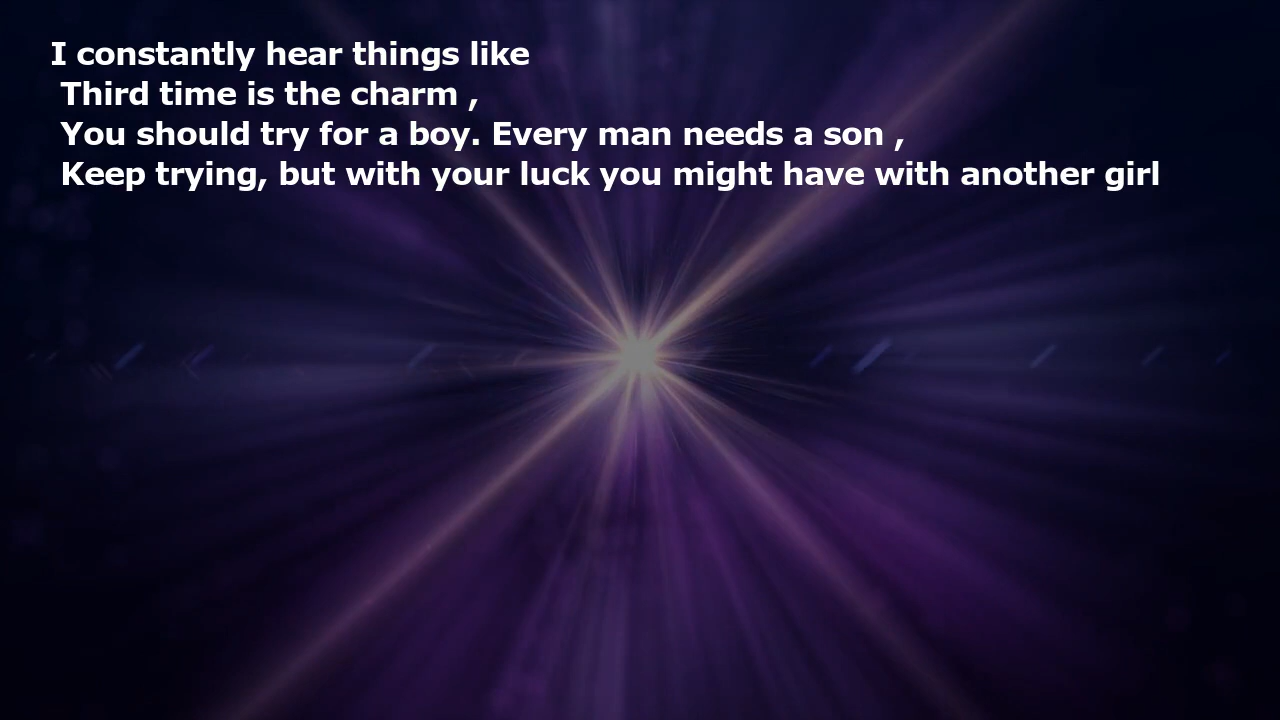 I constantly hear things like
Third time is the charm ,
You should try for a boy. Every man needs a son ,
Keep trying, but with your luck you might have with another girl